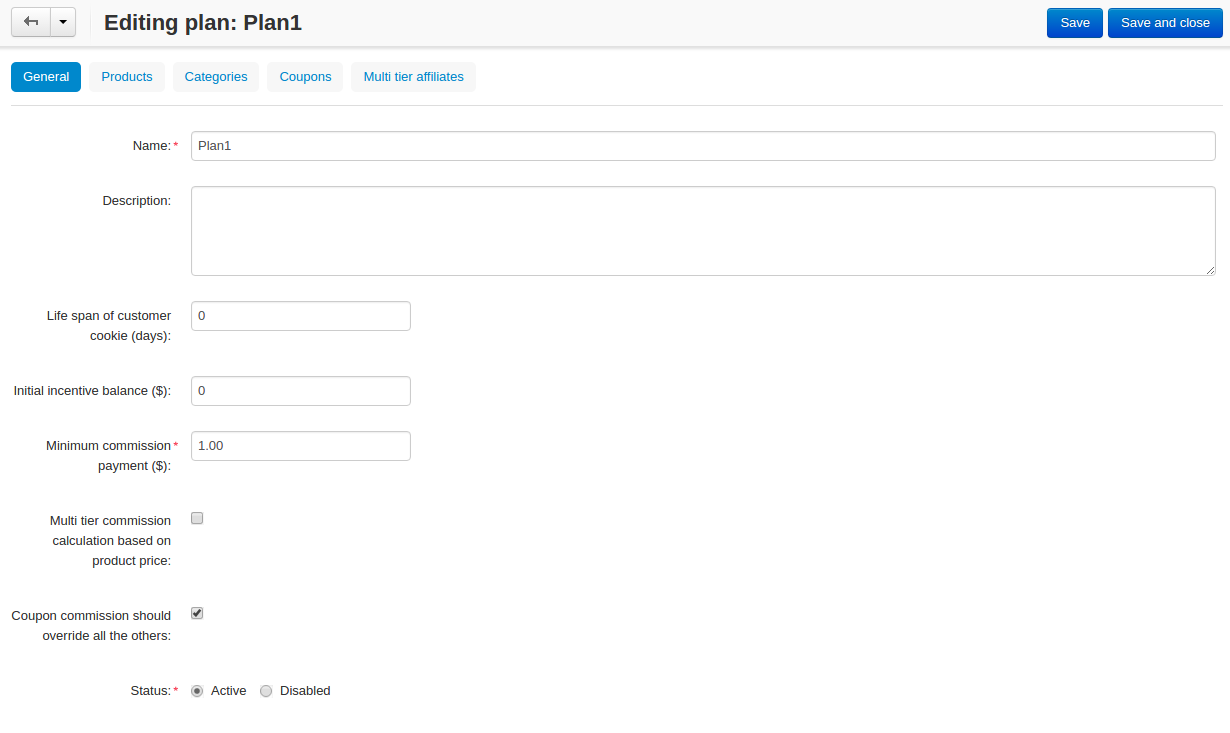 Editing plan: Plan1
Save
Save and close
General
Products
Categories
Coupons
Multi tier affiliates
Name:*
Plan1
Description:
Life span of customer
cookie (days):
0
Initial incentive balance ($):
0
Minimum commission*
payment ($):
1.00
Multi tier commission
calculation based on
product price:
Coupon commission should
override all the others:
Status:*
Active
Disabled